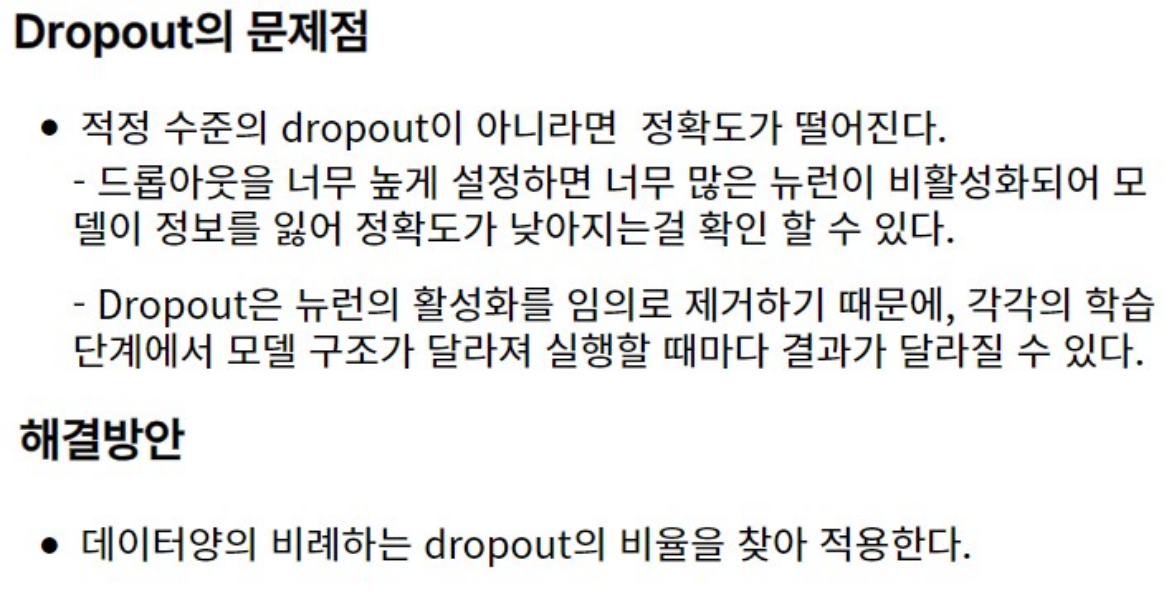 Dropout의 문제점
● 적정 수준의 dropout이 아니라면  정확도가 떨어진다.
- 드롭아웃을 너무 높게 설정하면 너무 많은 뉴런이 비활성화되어 모
델이 정보를 잃어 정확도가 낮아지는걸 확인 할 수 있다.
- Dropout은 뉴런의 활성화를 임의로 제거하기 때문에, 각각의 학습
단계에서 모델 구조가 달라져 실행할 때마다 결과가 달라질 수 있다.
해결방안
● 데이터양의 비례하는 dropout의 비율을 찾아 적용한다.